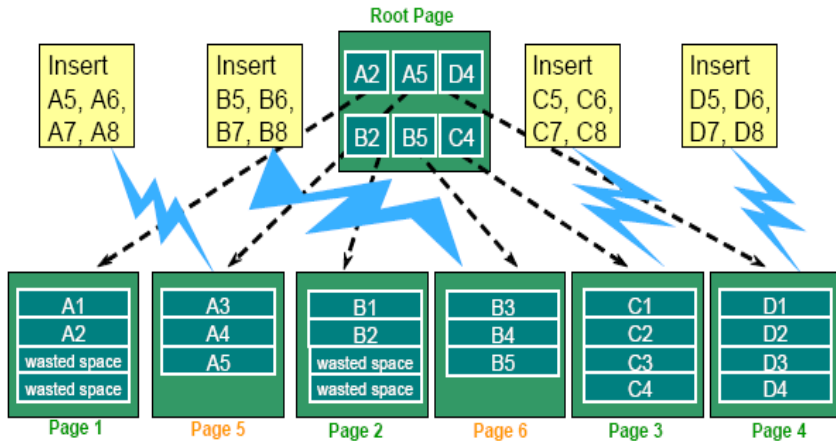 Root Page
Insert
A5, A6,
A7, A8
Insert
B5, B6,
B7, B8
A2 A5 D4
B2 B5 C4
Insert
C5, C6,
C7, C8
Insert
D5, D6,
D7, D8
A1
A2
wasted space
wasted space
Page 1
A3
A4
A5
Page 5
B1
B2
wasted space
wasted space
Page 2
B3
B4
B5
Page 6
C1
C2
C3
C4
Page 3
D1
D2
D3
D4
Page 4